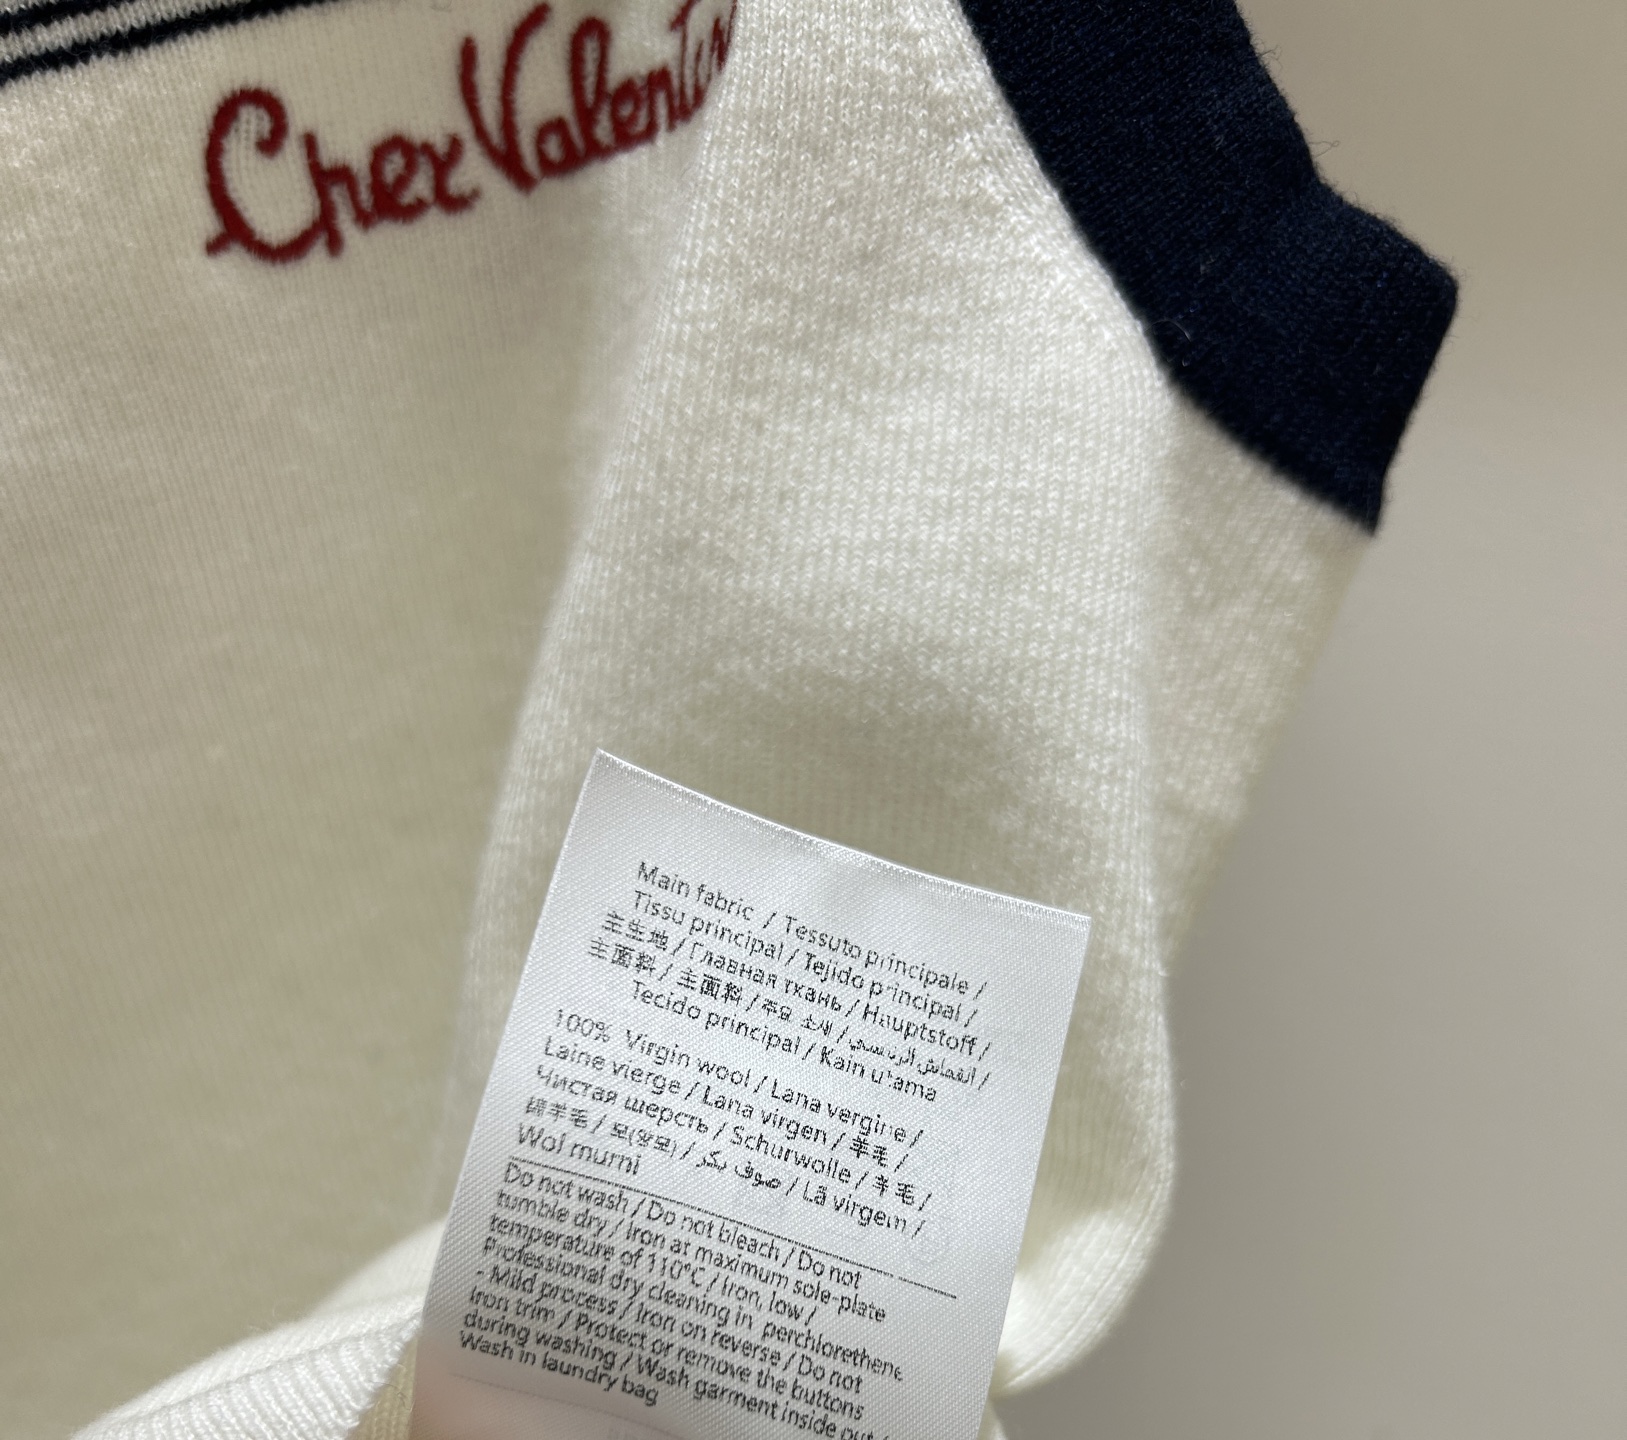 Chez Valentin
Main fabric / Tessuto principale /
Tissu principal / Tejido principal /
主生地 / Главная ткань / Hauptstoff /
主面料 / 主面料 / 주요 소재 / القماش الرئيسي /
Tecido principal / Kain utama
100% Virgin wool / Lana vergine /
Laine vierge / Lana virgen / 羊毛 /
Чистая шерсть / Schurwolle / 羊毛 /
綿羊毛 / 모(양모) / صوف بكر / Lã virgem /
Wol murni
Do not wash / Do not bleach / Do not
tumble dry / Iron at maximum sole-plate
temperature of 110°C / Iron, low /
Professional dry cleaning in perchlorethene
- Mild process / Iron on reverse / Do not
Iron trim / Protect or remove the buttons
during washing / Wash garment inside out /
Wash in laundry bag